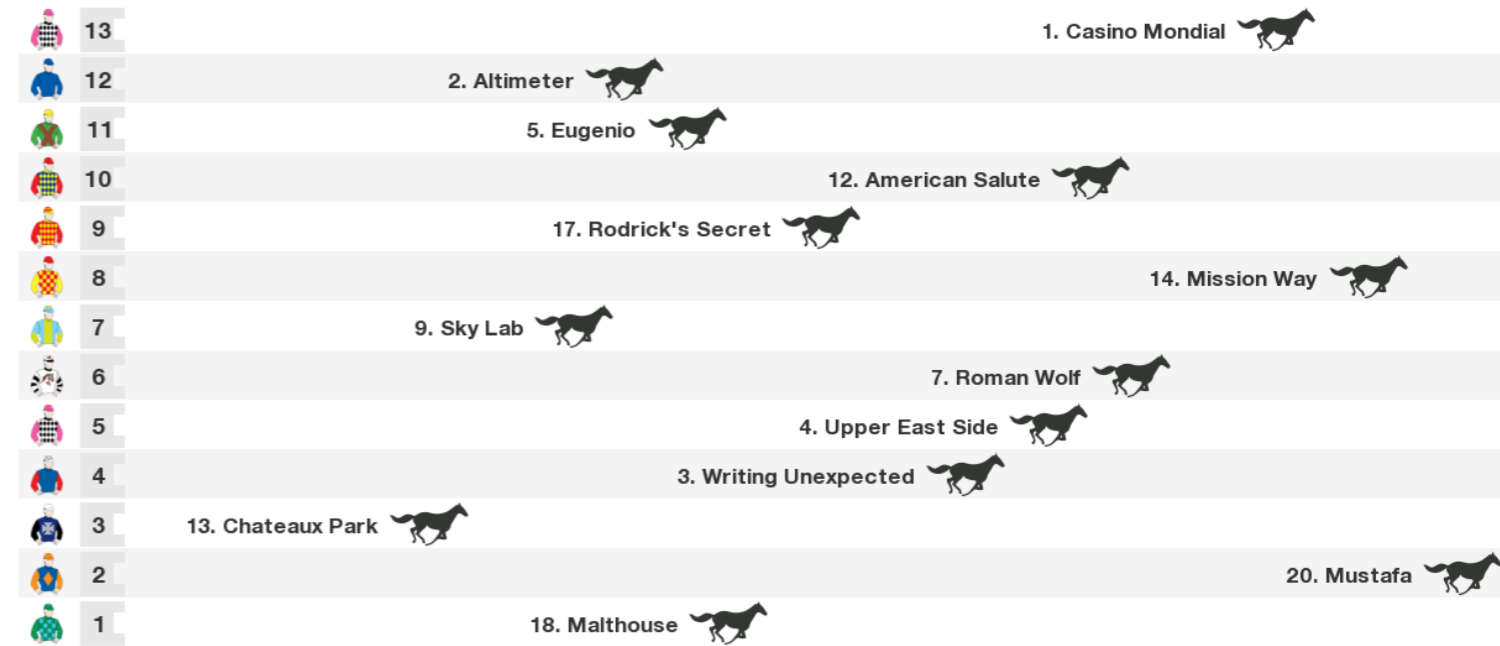 13 1. Casino Mondial
12 2. Altimeter
11 5. Eugenio
10 12. American Salute
9 17. Rodrick's Secret
8 14. Mission Way
7 9. Sky Lab
6 7. Roman Wolf
5 4. Upper East Side
4 3. Writing Unexpected
3 13. Chateaux Park
2 20. Mustafa
1 18. Malthouse